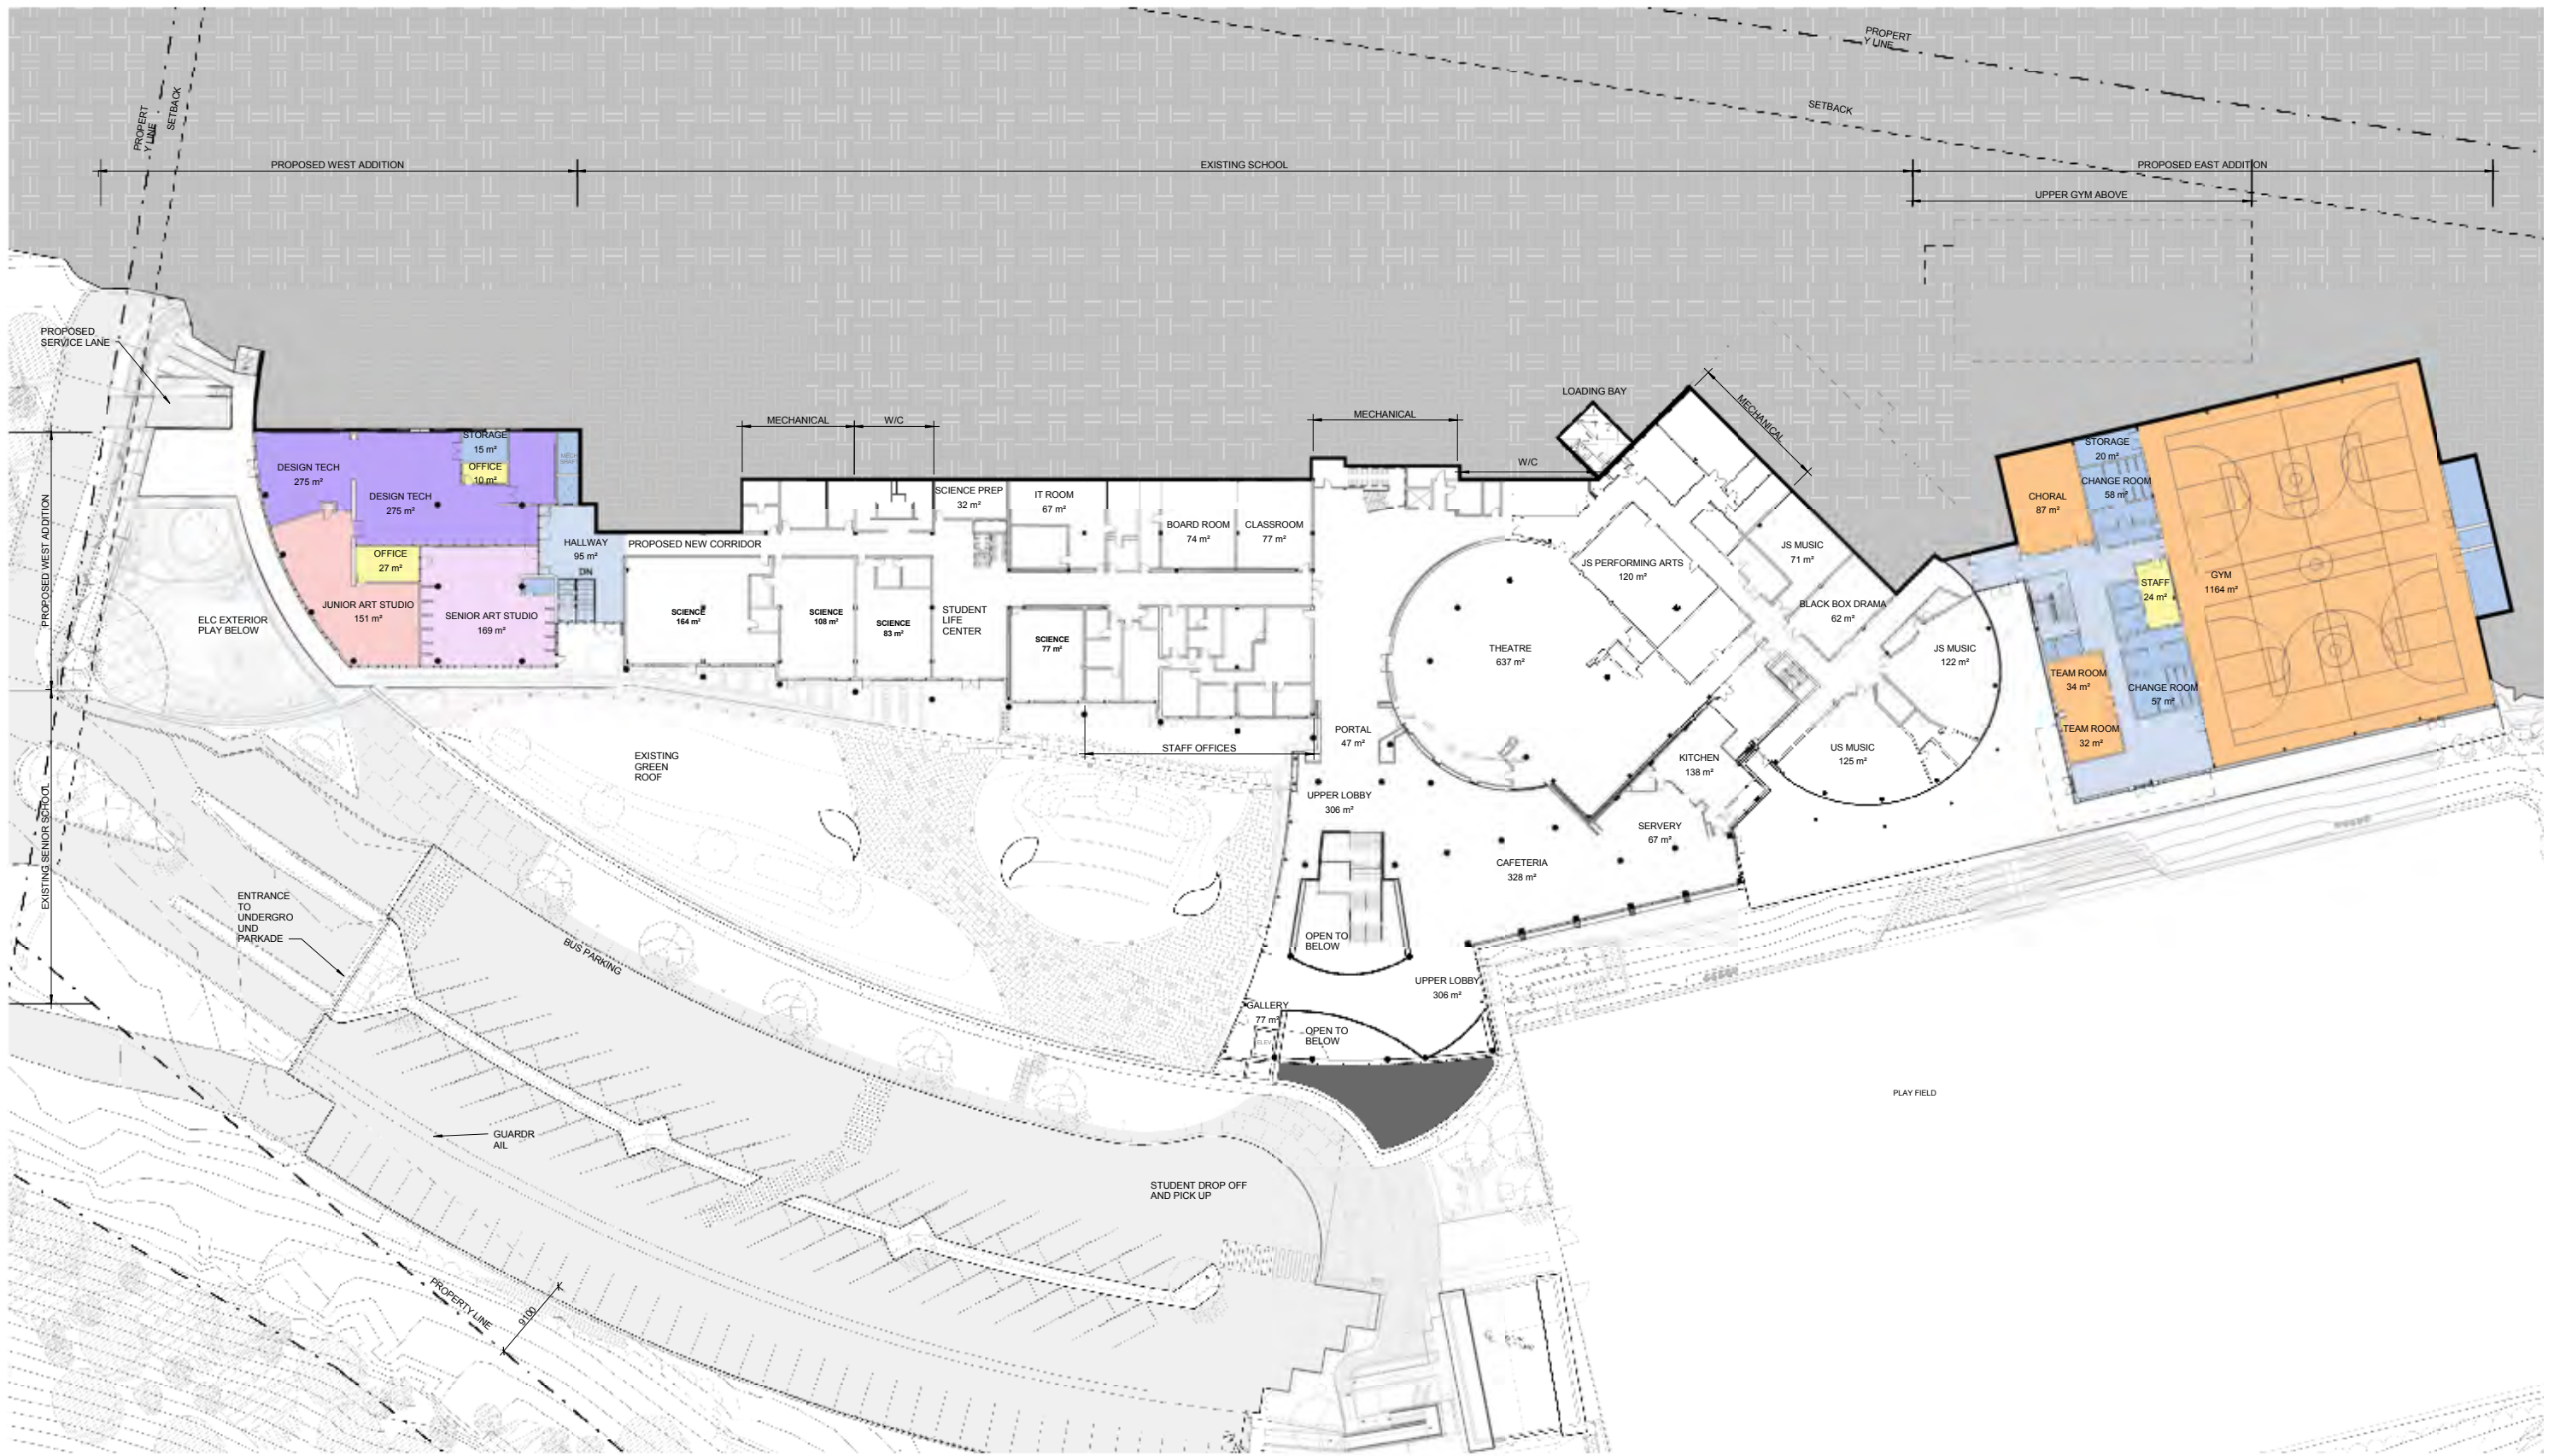 PROPERT
Y LINE
SETBACK
PROPERT
Y LINE
SETBACK
PROPOSED WEST ADDITION
EXISTING SCHOOL
PROPOSED EAST ADDITION
UPPER GYM ABOVE
PROPOSED
SERVICE LANE
LOADING BAY
MECHANICAL
W/C
MECHANICAL
W/C
MECHANICAL
PROPOSED WEST ADDITION
EXISTING SENIOR SCHOOL
DESIGN TECH
275 m²
DESIGN TECH
275 m²
STORAGE
15 m²
OFFICE
10 m²
MECH
SHAFT
OFFICE
27 m²
JUNIOR ART STUDIO
151 m²
SENIOR ART STUDIO
169 m²
HALLWAY
95 m²
DN
PROPOSED NEW CORRIDOR
ELC EXTERIOR
PLAY BELOW
SCIENCE
164 m²
SCIENCE
108 m²
SCIENCE
83 m²
SCIENCE PREP
32 m²
STUDENT
LIFE
CENTER
IT ROOM
67 m²
SCIENCE
77 m²
BOARD ROOM
74 m²
CLASSROOM
77 m²
STAFF OFFICES
PORTAL
47 m²
THEATRE
637 m²
JS PERFORMING ARTS
120 m²
JS MUSIC
71 m²
BLACK BOX DRAMA
62 m²
JS MUSIC
122 m²
US MUSIC
125 m²
KITCHEN
138 m²
SERVERY
67 m²
CAFETERIA
328 m²
UPPER LOBBY
306 m²
OPEN TO
BELOW
UPPER LOBBY
306 m²
GALLERY
77 m²
ELEV
OPEN TO
BELOW
CHORAL
87 m²
STORAGE
20 m²
CHANGE ROOM
58 m²
STAFF
24 m²
GYM
1164 m²
TEAM ROOM
34 m²
CHANGE ROOM
57 m²
TEAM ROOM
32 m²
EXISTING
GREEN
ROOF
ENTRANCE
TO
UNDERGRO
UND
PARKADE
BUS PARKING
GUARDR
AIL
STUDENT DROP OFF
AND PICK UP
PLAY FIELD
PROPERTY LINE
9100